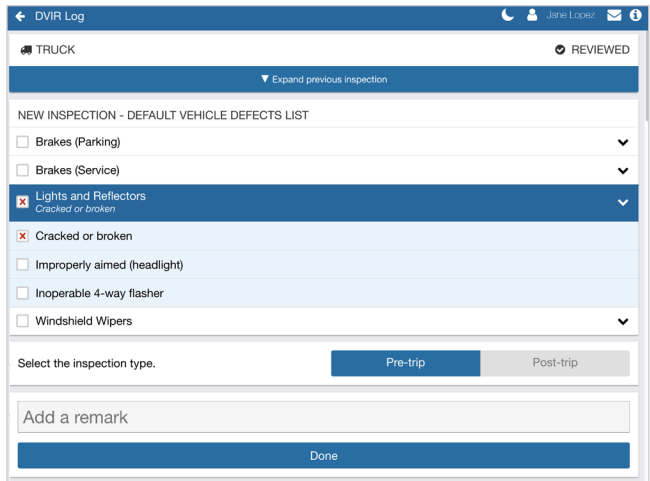 DVIR Log
Jane Lopez
TRUCK
REVIEWED
▼ Expand previous inspection
NEW INSPECTION - DEFAULT VEHICLE DEFECTS LIST
Brakes (Parking)
Brakes (Service)
Lights and Reflectors
Cracked or broken
Cracked or broken
Improperly aimed (headlight)
Inoperable 4-way flasher
Windshield Wipers
Select the inspection type.
Pre-trip
Post-trip
Add a remark
Done